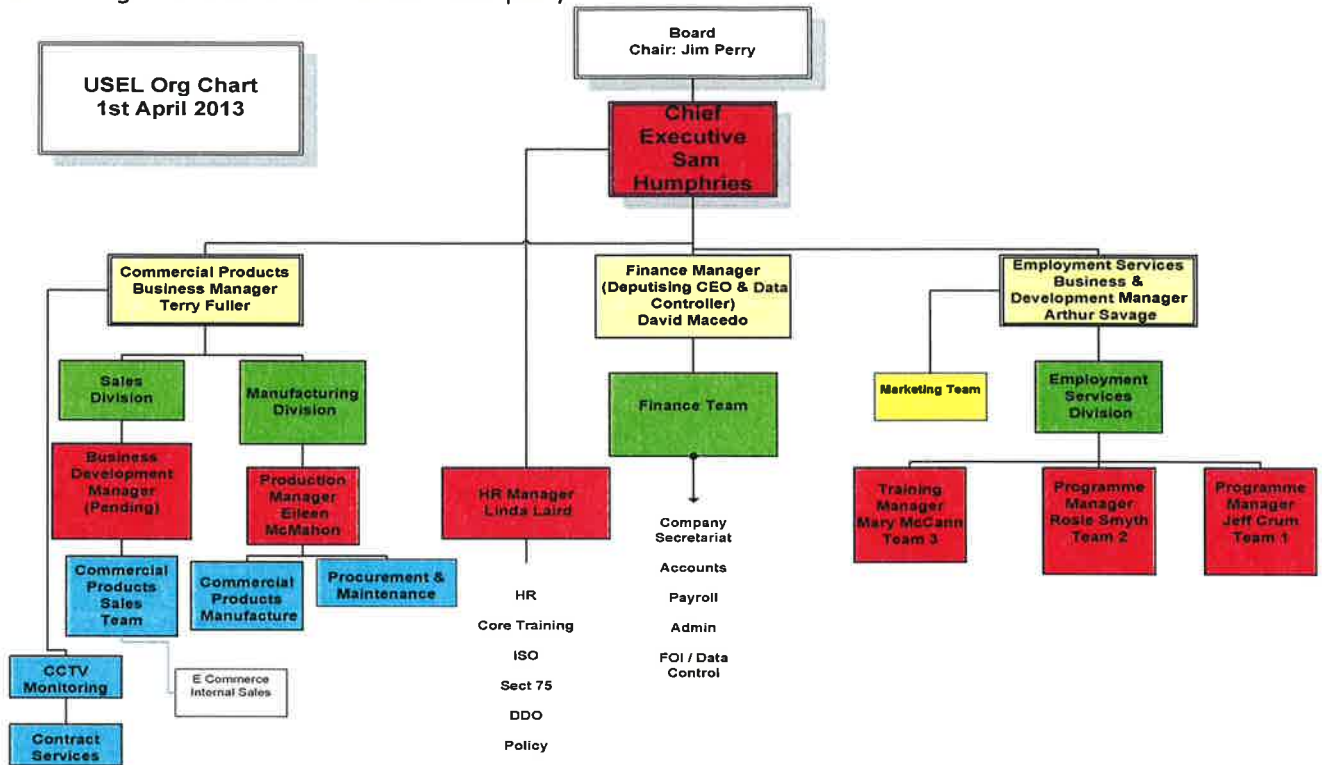 USEL Org Chart
1st April 2013
Board
Chair: Jim Perry
Chief
Executive
Sam
Humphries
Commercial Products
Business Manager
Terry Fuller
Finance Manager
(Deputising CEO & Data
Controller)
David Macedo
Employment Services
Business &
Development Manager
Arthur Savage
Sales
Division
Manufacturing
Division
Finance Team
Marketing Team
Employment
Services
Division
Business
Development
Manager
(Pending)
Production
Manager
Eileen
McMahon
HR Manager
Linda Laird
Training
Manager
Mary McCann
Team 3
Programme
Manager
Rosie Smyth
Team 2
Programme
Manager
Jeff Crum
Team 1
Commercial
Products
Sales
Team
Commercial
Products
Manufacture
Procurement &
Maintenance
CCTV
Monitoring
E Commerce
Internal Sales
Contract
Services
HR
Core Training
ISO
Sect 75
DDO
Policy
Company
Secretariat
Accounts
Payroll
Admin
FOI / Data
Control